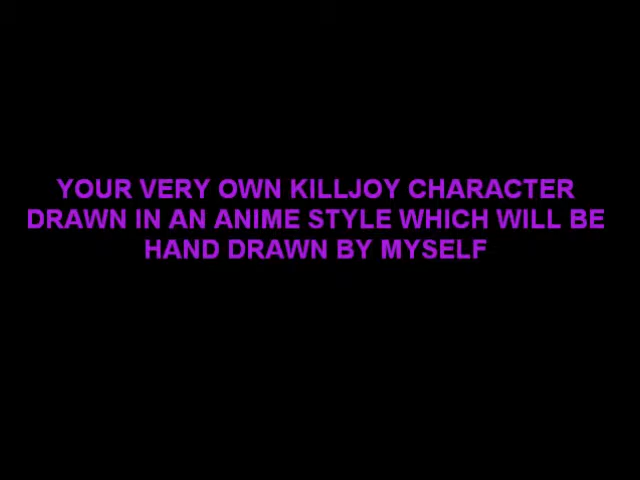 YOUR VERY OWN KILLJOY CHARACTER
DRAWN IN AN ANIME STYLE WHICH WILL BE
HAND DRAWN BY MYSELF